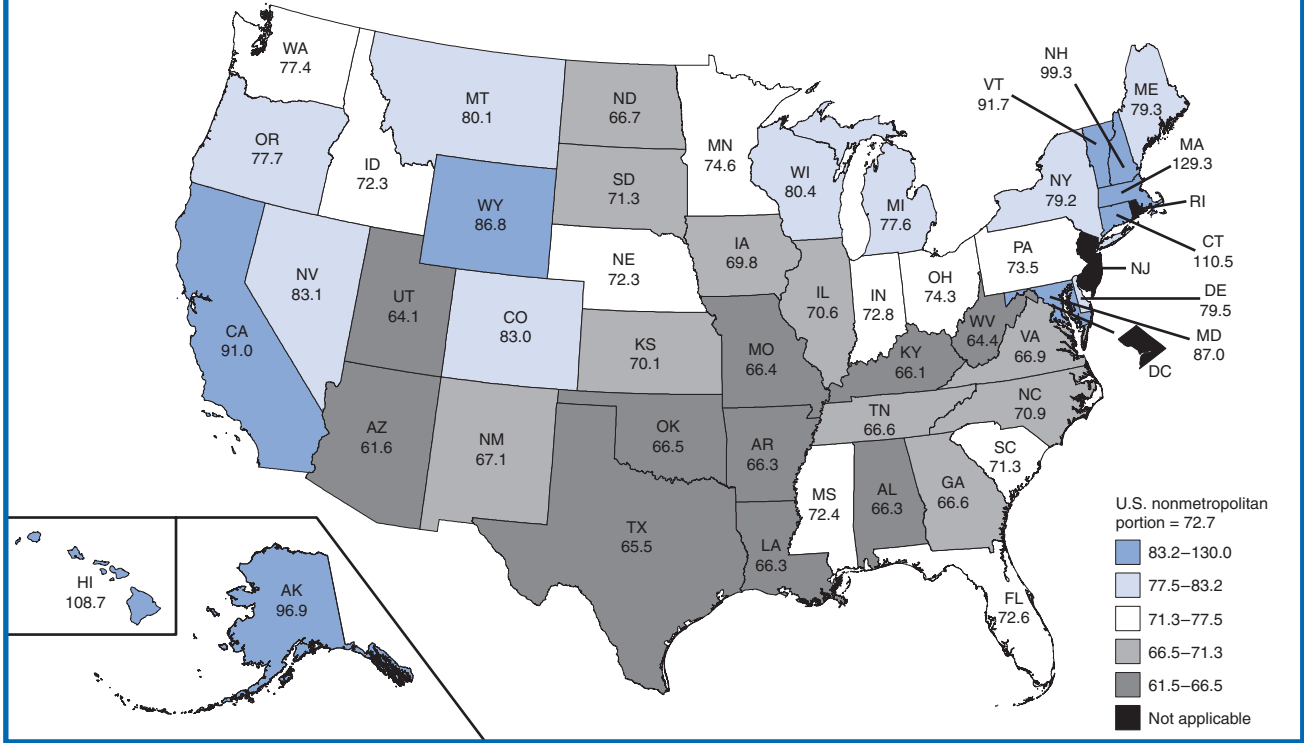 WA
77.4
OR
77.7
CA
91.0
NV
83.1
ID
72.3
MT
80.1
WY
86.8
UT
64.1
CO
83.0
AZ
61.6
NM
67.1
ND
66.7
SD
71.3
NE
72.3
KS
70.1
OK
66.5
TX
65.5
MN
74.6
IA
69.8
MO
66.4
AR
66.3
LA
66.3
WI
80.4
IL
70.6
MI
77.6
IN
72.8
OH
74.3
KY
66.1
TN
66.6
MS
72.4
AL
66.3
GA
66.6
FL
72.6
SC
71.3
NC
70.9
VA
66.9
WV
64.4
PA
73.5
NY
79.2
VT
91.7
NH
99.3
ME
79.3
MA
129.3
RI
CT
110.5
NJ
DE
79.5
MD
87.0
DC
HI
108.7
AK
96.9
U.S. nonmetropolitan
portion = 72.7
83.2–130.0
77.5–83.2
71.3–77.5
66.5–71.3
61.5–66.5
Not applicable